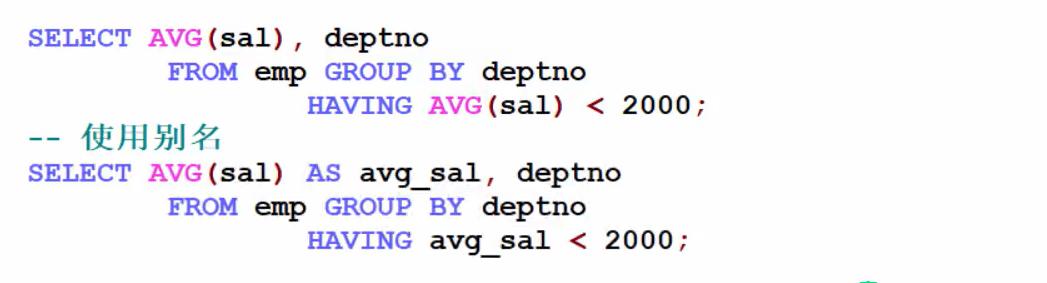 SELECT AVG(sal), deptno
FROM emp GROUP BY deptno
HAVING AVG(sal) < 2000;
-- 使用别名
SELECT AVG(sal) AS avg_sal, deptno
FROM emp GROUP BY deptno
HAVING avg_sal < 2000;